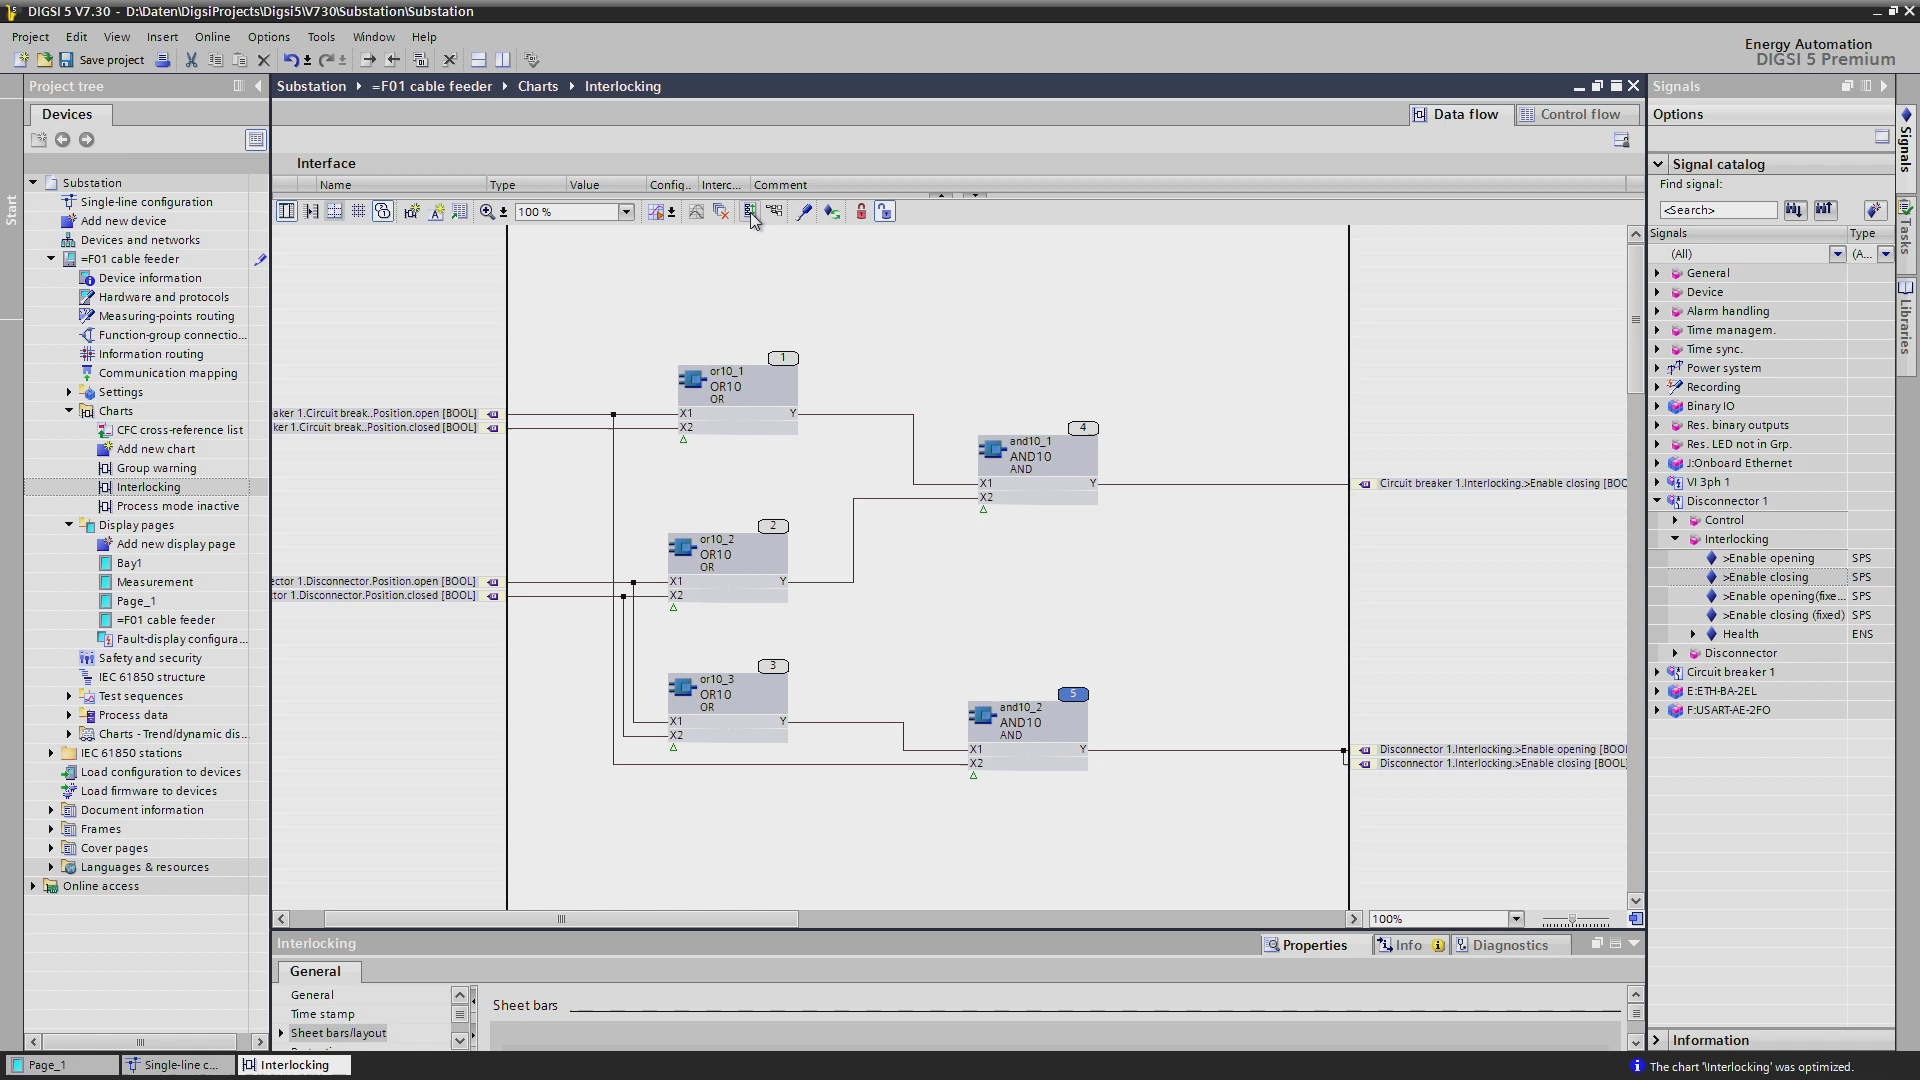 DIGSI 5 V7.30 - D:\Daten\DigsiProjects\Digsi5\V730\Substation\Substation
Project Edit View Insert Online Options Tools Window Help
Save project
Energy Automation
DIGSI 5 Premium
Project tree
Devices
Start
Substation
Single-line configuration
Add new device
Devices and networks
=F01 cable feeder
Device information
Hardware and protocols
Measuring-points routing
Function-group connectio...
Information routing
Communication mapping
Settings
Charts
CFC cross-reference list
Add new chart
Group warning
Interlocking
Process mode inactive
Display pages
Add new display page
Bay1
Measurement
Page_1
=F01 cable feeder
Fault-display configura...
Safety and security
IEC 61850 structure
Test sequences
Process data
Charts - Trend/dynamic dis...
IEC 61850 stations
Load configuration to devices
Load firmware to devices
Document information
Frames
Cover pages
Languages & resources
Online access
Substation =F01 cable feeder Charts Interlocking
Data flow Control flow
Interface
Name Type Value Config.. Interc... Comment
100 %
1
or10_1
OR10
OR
aker 1.Circuit break..Position.open [BOOL] X1 Y
ker 1.Circuit break..Position.closed [BOOL] X2
4
and10_1
AND10
AND
X1 Y Circuit breaker 1.Interlocking.>Enable closing [BOO
X2
2
or10_2
OR10
OR
ector 1.Disconnector.Position.open [BOOL] X1 Y
tor 1.Disconnector.Position.closed [BOOL] X2
3
or10_3
OR10
OR
X1 Y
X2
5
and10_2
AND10
AND
X1 Y Disconnector 1.Interlocking.>Enable opening [BOO
X2 Disconnector 1.Interlocking.>Enable closing [BOOL
100%
Interlocking
Properties Info Diagnostics
General
General
Time stamp
Sheet bars/layout
Sheet bars
Signals
Options
Signal catalog
Find signal:
<Search>
Signals Type
(All) (A...
General
Device
Alarm handling
Time managem.
Time sync.
Power system
Recording
Binary IO
Res. binary outputs
Res. LED not in Grp.
J:Onboard Ethernet
VI 3ph 1
Disconnector 1
Control
Interlocking
>Enable opening SPS
>Enable closing SPS
>Enable opening(fixe... SPS
>Enable closing (fixed) SPS
Health ENS
Disconnector
Circuit breaker 1
E:ETH-BA-2EL
F:USART-AE-2FO
Information
Signals
Tasks
Libraries
Page_1 Single-line c... Interlocking
The chart '\Interlocking' was optimized.